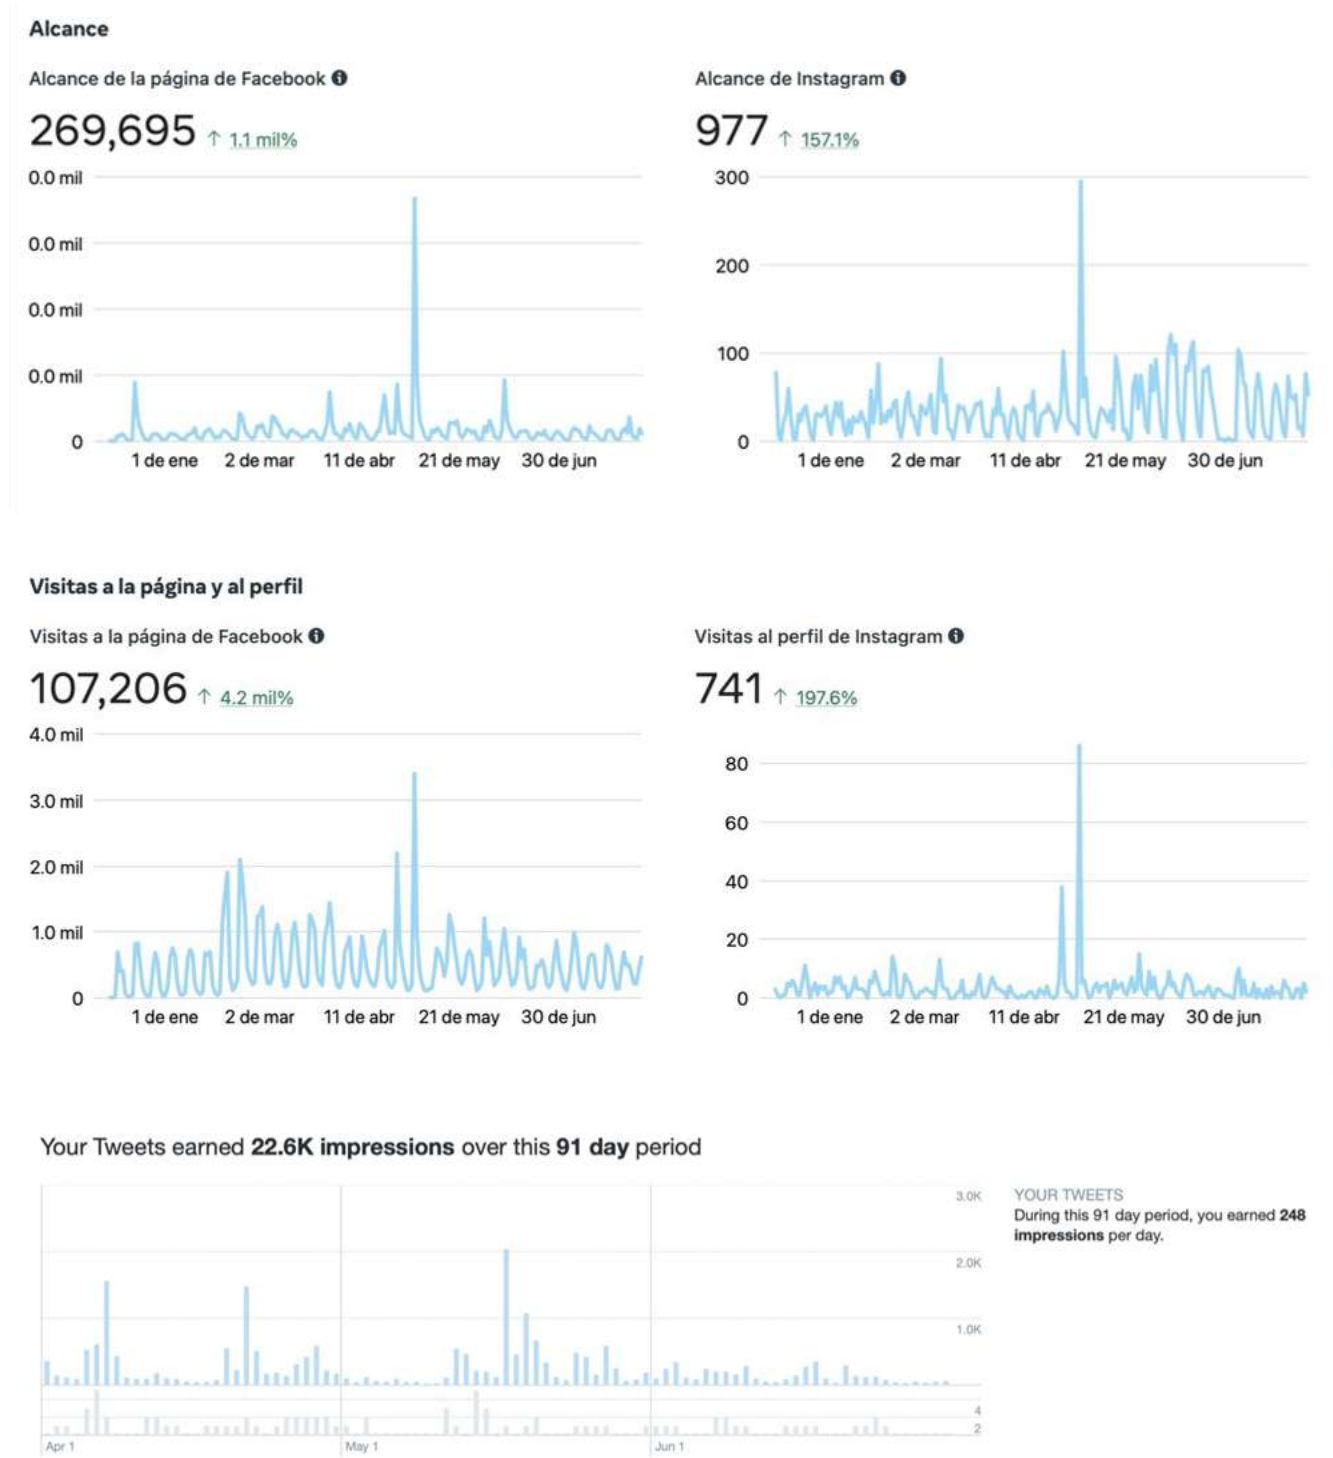 Alcance
Alcance de la página de Facebook
269,695 ↑ 1.1 mil%
0.0 mil
0.0 mil
0.0 mil
0.0 mil
0
1 de ene 2 de mar 11 de abr 21 de may 30 de jun
Alcance de Instagram
977 ↑ 157.1%
300
200
100
0
1 de ene 2 de mar 11 de abr 21 de may 30 de jun
Visitas a la página y al perfil
Visitas a la página de Facebook
107,206 ↑ 4.2 mil%
4.0 mil
3.0 mil
2.0 mil
1.0 mil
0
1 de ene 2 de mar 11 de abr 21 de may 30 de jun
Visitas al perfil de Instagram
741 ↑ 197.6%
80
60
40
20
0
1 de ene 2 de mar 11 de abr 21 de may 30 de jun
Your Tweets earned 22.6K impressions over this 91 day period
3.0K
2.0K
1.0K
4
2
Apr 1 May 1 Jun 1
YOUR TWEETS
During this 91 day period, you earned 248
impressions per day.